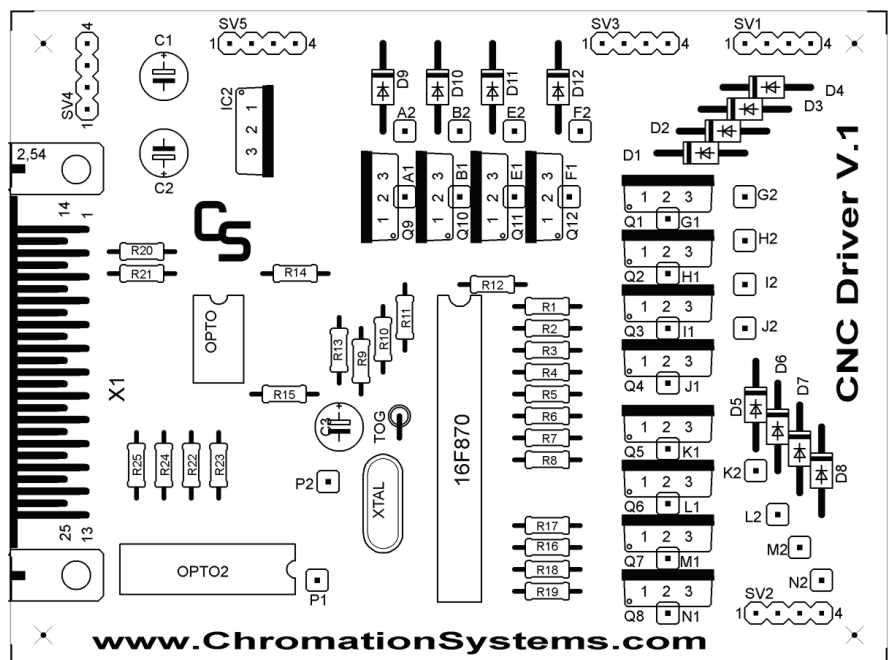 SV5
SV3
SV1
1 4
1 4
1 4
4
SV4
1
C1
C2
IC2
1
2
3
D9
D10
D11
D12
A2
B2
E2
F2
D4
D3
D2
D1
2,54
14
1
A1
B1
E1
F1
1 2 3
1 2 3
1 2 3
1 2 3
Q9
Q10
Q11
Q12
CS
1 2 3
Q1 G1
G2
1 2 3
Q2 H1
H2
1 2 3
Q3 I1
I2
1 2 3
Q4 J1
J2
CNC Driver V.1
R20
R21
R14
OPTO
R12
R11
R10
R9
R13
R1
R2
R3
R4
R5
R6
R7
R8
X1
R15
C3
TOG
16F870
D5
D6
D7
D8
1 2 3
Q5 K1
K2
R25
R24
R22
R23
P2
XTAL
1 2 3
Q6 L1
L2
25
13
R17
R16
R18
R19
1 2 3
Q7 M1
M2
OPTO2
P1
1 2 3
Q8 N1
N2
SV2
1 4
www.ChromationSystems.com